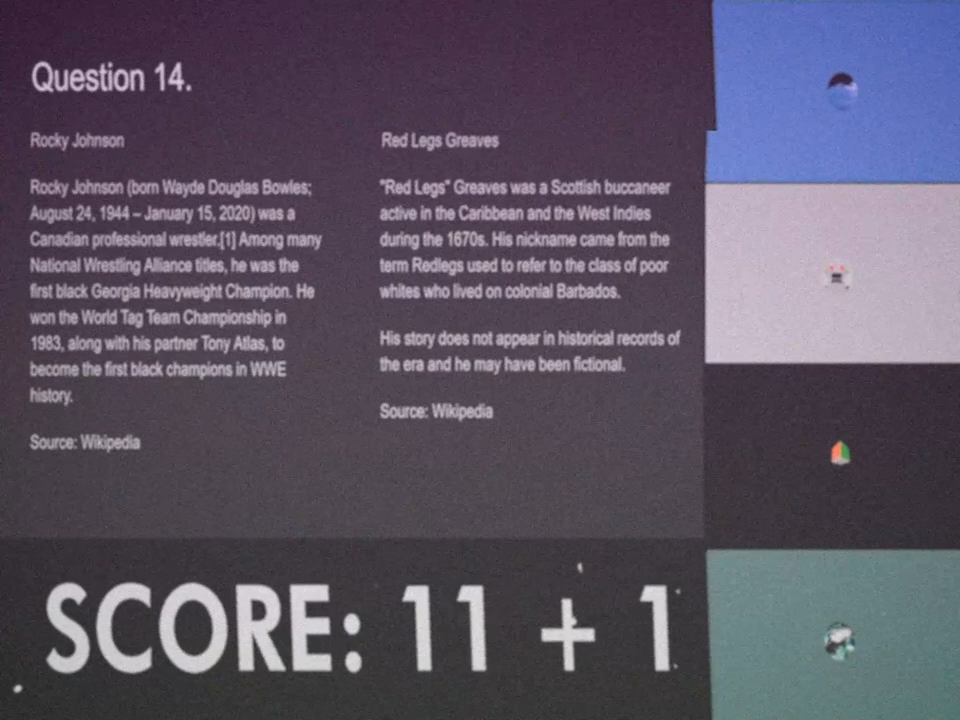 Question 14.
Rocky Johnson
Rocky Johnson (born Wayde Douglas Bowles;
August 24, 1944 – January 15, 2020) was a
Canadian professional wrestler.[1] Among many
National Wrestling Alliance titles, he was the
first black Georgia Heavyweight Champion. He
won the World Tag Team Championship in
1983, along with his partner Tony Atlas, to
become the first black champions in WWE
history.
Source: Wikipedia
Red Legs Greaves
"Red Legs" Greaves was a Scottish buccaneer
active in the Caribbean and the West Indies
during the 1670s. His nickname came from the
term Redlegs used to refer to the class of poor
whites who lived on colonial Barbados.
His story does not appear in historical records of
the era and he may have been fictional.
Source: Wikipedia
SCORE: 11 + 1